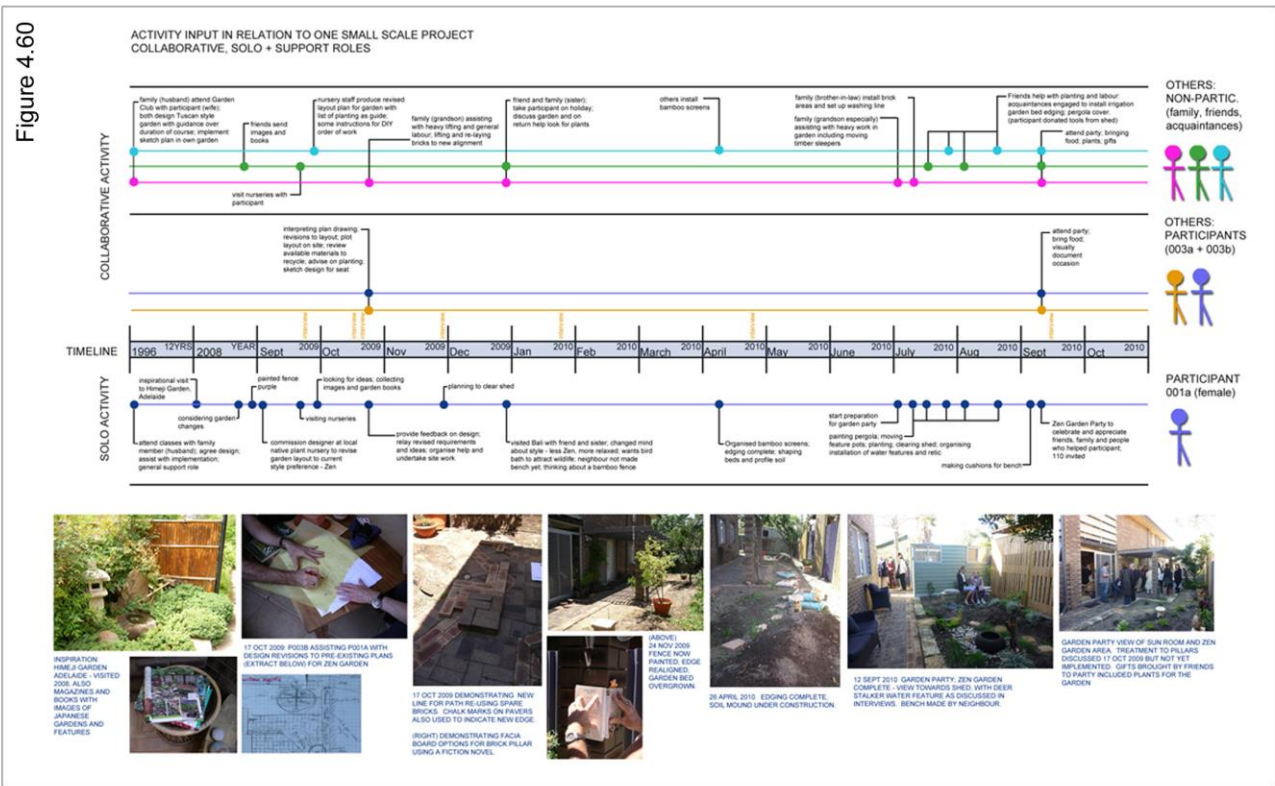 Figure 4.60
ACTIVITY INPUT IN RELATION TO ONE SMALL SCALE PROJECT
COLLABORATIVE, SOLO + SUPPORT ROLES
COLLABORATIVE ACTIVITY
family (husband) attend Garden
Club with participant (wife);
both design Tuscan style
garden with guidance over
duration of course; implement
sketch plan in own garden
friends send
images and
books
visit nurseries with
participant
nursery staff produce revised
layout plan for garden with
list of planting as guide;
some instructions for DIY
order of work
family (grandson) assisting
with heavy lifting and general
labour; lifting and re-laying
bricks to new alignment
friend and family (sister);
take participant on holiday;
discuss garden and on
return help look for plants
others install
bamboo screens
family (brother-in-law) install brick
areas and set up washing line
family (grandson especially)
assisting with heavy work in
garden including moving
timber sleepers
Friends help with planting and labour:
acquaintances engaged to install irrigation
garden bed edging; pergola cover.
(participant donated tools from shed)
attend party; bringing
food; plants; gifts
OTHERS:
NON-PARTIC.
(family, friends,
acquaintances)
interpreting plan drawing;
revisions to layout; plot
layout on site; review
available materials to
recycle; advise on planting;
sketch design for seat
attend party;
bring food;
visually
document
occasion
OTHERS:
PARTICIPANTS
(003a + 003b)
interview
interview
interview
interview
interview
interview
interview
TIMELINE
1996 12YRS 2008 YEAR Sept 2009 Oct 2009 Nov 2009 Dec 2009 Jan 2010 Feb 2010 March 2010 April 2010 May 2010 June 2010 July 2010 Aug 2010 Sept 2010 Oct 2010
SOLO ACTIVITY
inspirational visit
to Himeji Garden,
Adelaide
considering garden
changes
attend classes with family
member (husband); agree design;
assist with implementation;
general support role
painted fence
purple
commission designer at local
native plant nursery to revise
garden layout to current
style preference - Zen
looking for ideas; collecting
images and garden books
visiting nurseries
provide feedback on design;
relay revised requirements
and ideas; organise help and
undertake site work
planning to clear shed
visited Bali with friend and sister; changed mind
about style - less Zen, more relaxed; wants bird
bath to attract wildlife; neighbour not made
bench yet; thinking about a bamboo fence
Organised bamboo screens;
edging complete; shaping
beds and profile soil
start preparation
for garden party
painting pergola; moving
feature pots; planting; clearing shed: organising
installation of water features and retic
making cushions for bench
Zen Garden Party to
celebrate and appreciate
friends, family and people
who helped participant;
110 invited
PARTICIPANT
001a (female)
INSPIRATION:
HIMEJI GARDEN
ADELAIDE - VISITED
2008. ALSO
MAGAZINES AND
BOOKS WITH
IMAGES OF
JAPANESE
GARDENS AND
FEATURES
17 OCT 2009: P003B ASSISTING P001A WITH
DESIGN REVISIONS TO PRE-EXISTING PLANS
(EXTRACT BELOW) FOR ZEN GARDEN
17 OCT 2009 DEMONSTRATING NEW
LINE FOR PATH RE-USING SPARE
BRICKS. CHALK MARKS ON PAVERS
ALSO USED TO INDICATE NEW EDGE.
(RIGHT) DEMONSTRATING FACIA
BOARD OPTIONS FOR BRICK PILLAR
USING A FICTION NOVEL.
(ABOVE)
24 NOV 2009
FENCE NOW
PAINTED, EDGE
REALIGNED,
GARDEN BED
OVERGROWN
26 APRIL 2010 EDGING COMPLETE,
SOIL MOUND UNDER CONSTRUCTION
12 SEPT 2010 GARDEN PARTY; ZEN GARDEN
COMPLETE - VIEW TOWARDS SHED, WITH DEER
STALKER WATER FEATURE AS DISCUSSED IN
INTERVIEWS. BENCH MADE BY NEIGHBOUR.
GARDEN PARTY VIEW OF SUN ROOM AND ZEN
GARDEN AREA. TREATMENT TO PILLARS
DISCUSSED 17 OCT 2009 BUT NOT YET
IMPLEMENTED. GIFTS BROUGHT BY FRIENDS
TO PARTY INCLUDED PLANTS FOR THE
GARDEN